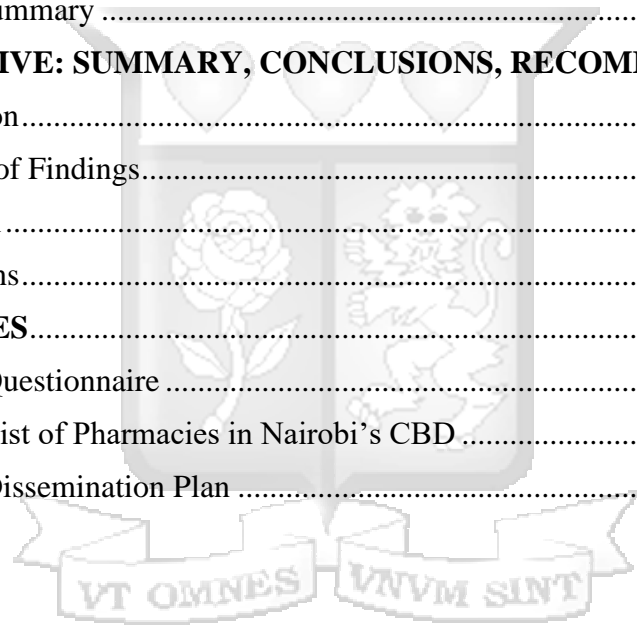 ummary ........................................................................
IVE: SUMMARY, CONCLUSIONS, RECOM
on........................................................................
of Findings........................................................................
........................................................................
ns........................................................................
ES........................................................................
Questionnaire ........................................................................
ist of Pharmacies in Nairobi’s CBD ........................................................................
Dissemination Plan ........................................................................
VT OMNES VNVM SINT